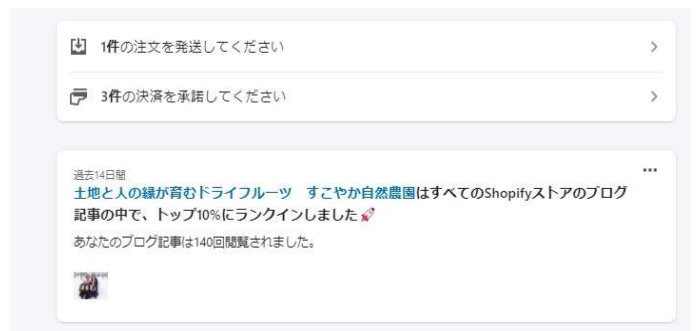 1件の注文を発送してください
3件の決済を承諾してください
過去14日間
土地と人の縁が育むドライフルーツ　すこやか自然農園はすべてのShopifyストアのブログ
記事の中で、トップ10%にランクインしました🚀
あなたのブログ記事は140回閲覧されました。